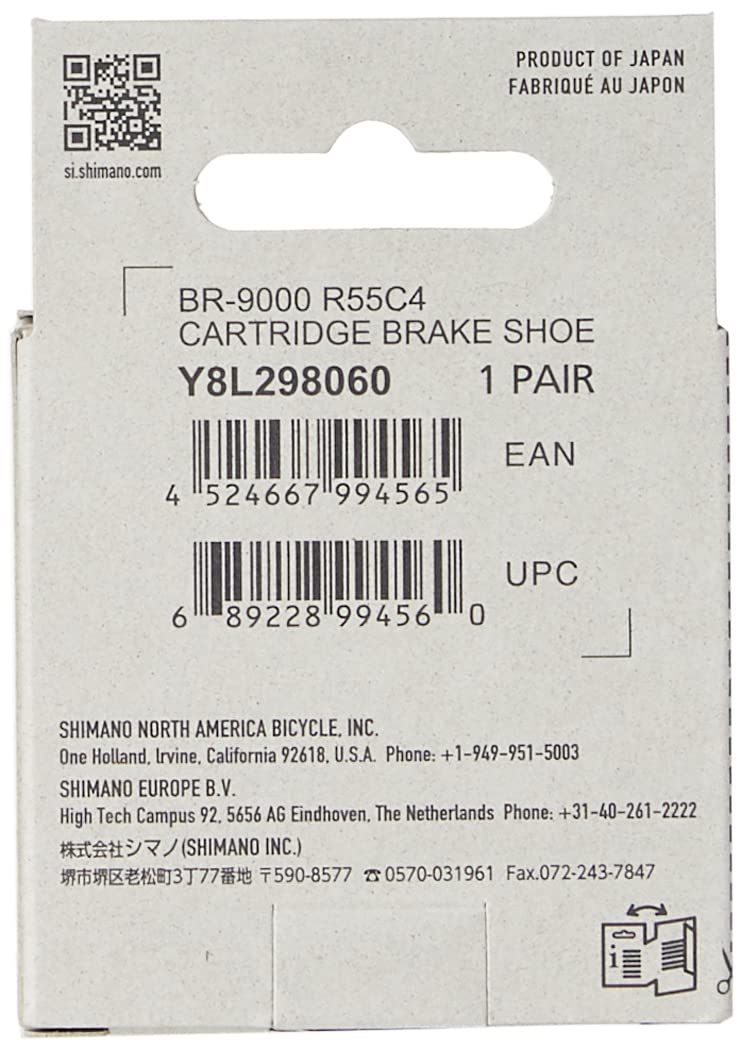 PRODUCT OF JAPAN
FABRIQUÉ AU JAPON
si.shimano.com
BR-9000 R55C4
CARTRIDGE BRAKE SHOE
Y8L298060 1 PAIR
EAN
4 524667 994565
UPC
6 89228 99456 0
SHIMANO NORTH AMERICA BICYCLE, INC.
One Holland, Irvine, California 92618, U.S.A. Phone: +1-949-951-5003
SHIMANO EUROPE B.V.
High Tech Campus 92, 5656 AG Eindhoven, The Netherlands Phone: +31-40-261-2222
株式会社シマノ(SHIMANO INC.)
堺市堺区老松町3丁77番地 〒590-8577 ☎0570-031961 Fax.072-243-7847
i